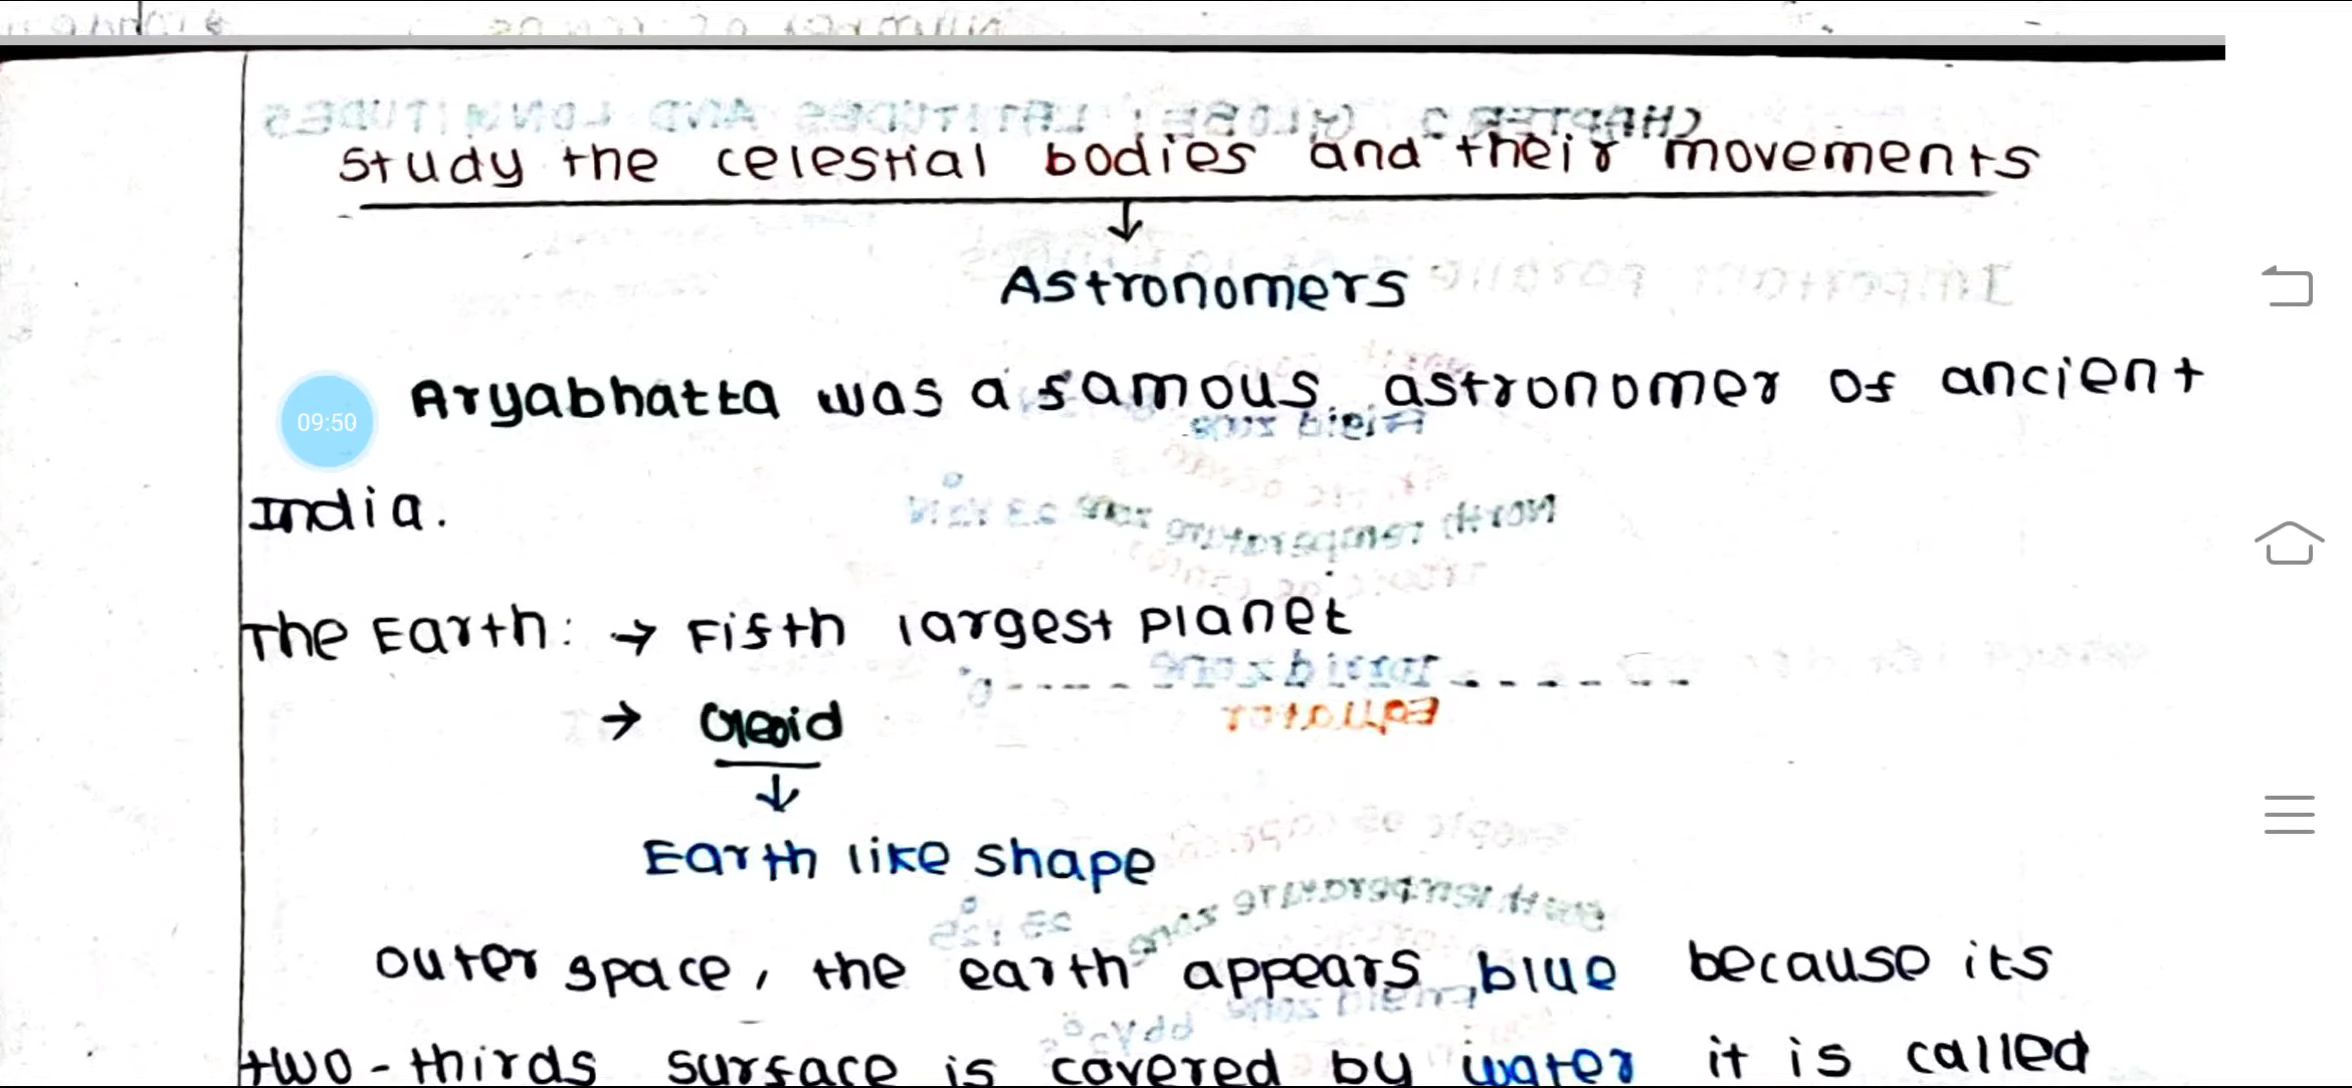 Study the celestial bodies and their movements
↓
Astronomers
Aryabhatta was a famous astronomer of ancient
India.
The Earth: → Fifth largest planet
→ Geoid
↓
Earth like shape
outer space, the earth appears blue because its
two-thirds surface is covered by water it is called
09:50